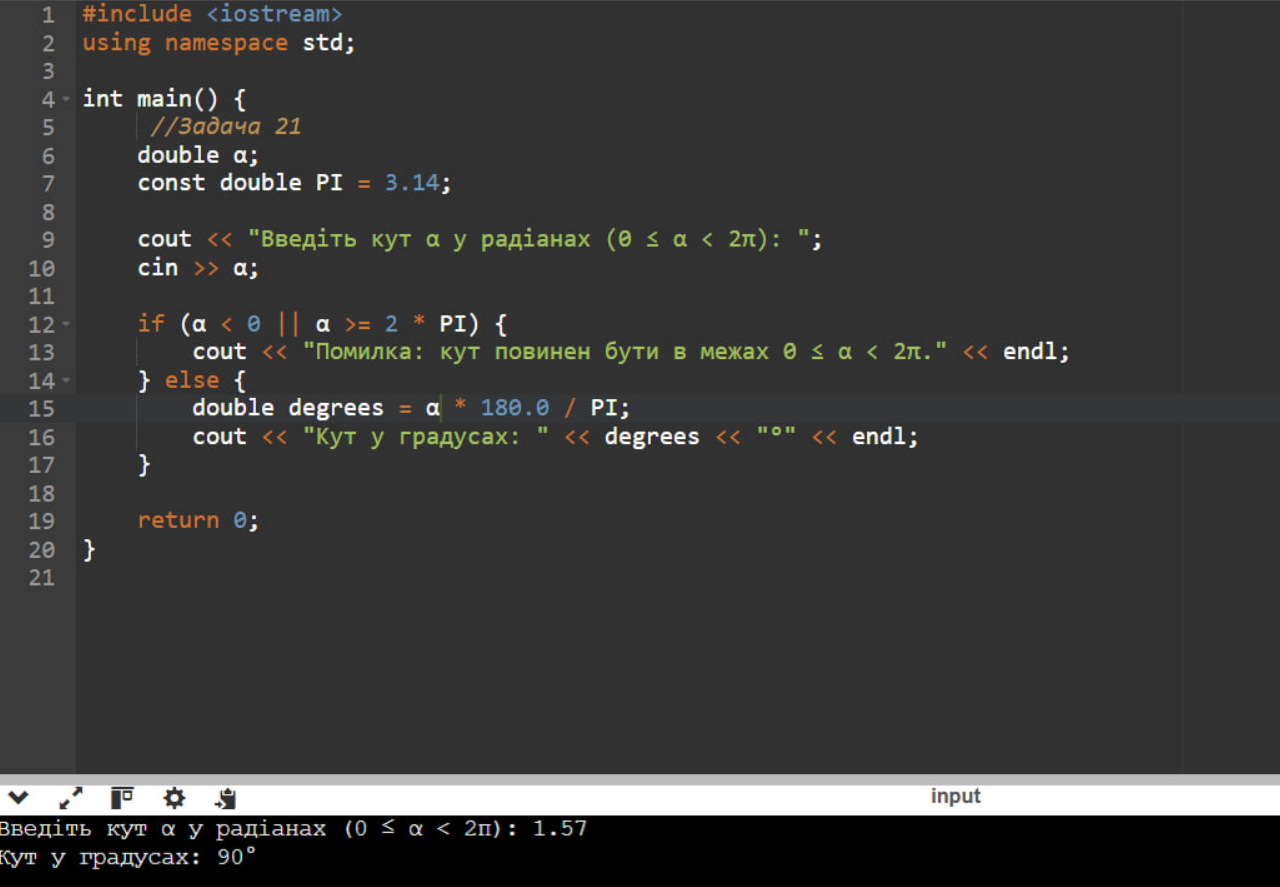 1 #include <iostream>
2 using namespace std;
3
4 int main() {
5 //Задача 21
6 double α;
7 const double PI = 3.14;
8
9 cout << "Введіть кут α у радіанах (0 ≤ α < 2π): ";
10 cin >> α;
11
12 if (α < 0 || α >= 2 * PI) {
13 cout << "Помилка: кут повинен бути в межах 0 ≤ α < 2π." << endl;
14 } else {
15 double degrees = α * 180.0 / PI;
16 cout << "Кут у градусах: " << degrees << "°" << endl;
17 }
18
19 return 0;
20 }
21
input
Введіть кут α у радіанах (0 ≤ α < 2π): 1.57
Кут у градусах: 90°